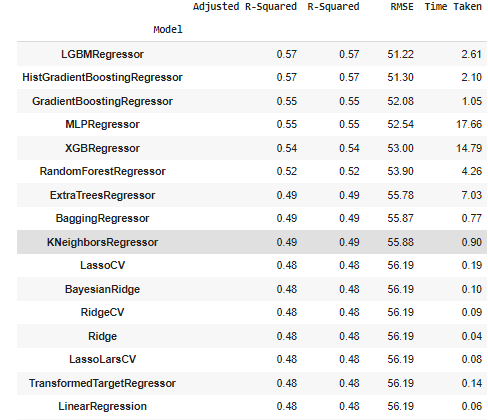 Adjusted R-Squared R-Squared RMSE Time Taken
Model
LGBMRegressor 0.57 0.57 51.22 2.61
HistGradientBoostingRegressor 0.57 0.57 51.30 2.10
GradientBoostingRegressor 0.55 0.55 52.08 1.05
MLPRegressor 0.55 0.55 52.54 17.66
XGBRegressor 0.54 0.54 53.00 14.79
RandomForestRegressor 0.52 0.52 53.90 4.26
ExtraTreesRegressor 0.49 0.49 55.78 7.03
BaggingRegressor 0.49 0.49 55.87 0.77
KNeighborsRegressor 0.49 0.49 55.88 0.90
LassoCV 0.48 0.48 56.19 0.19
BayesianRidge 0.48 0.48 56.19 0.10
RidgeCV 0.48 0.48 56.19 0.09
Ridge 0.48 0.48 56.19 0.04
LassoLarsCV 0.48 0.48 56.19 0.08
TransformedTargetRegressor 0.48 0.48 56.19 0.14
LinearRegression 0.48 0.48 56.19 0.06